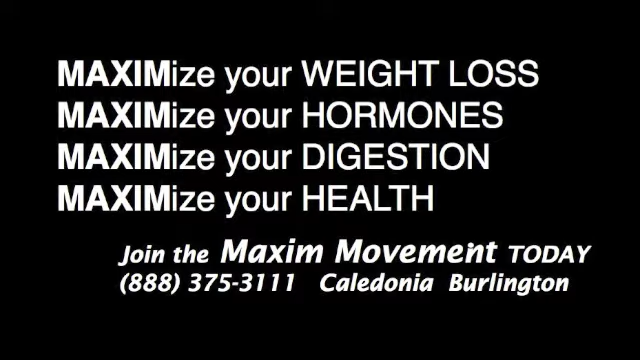 MAXIMize your WEIGHT LOSS
MAXIMize your HORMONES
MAXIMize your DIGESTION
MAXIMize your HEALTH
Join the Maxim Movement TODAY
(888) 375-3111 Caledonia Burlington